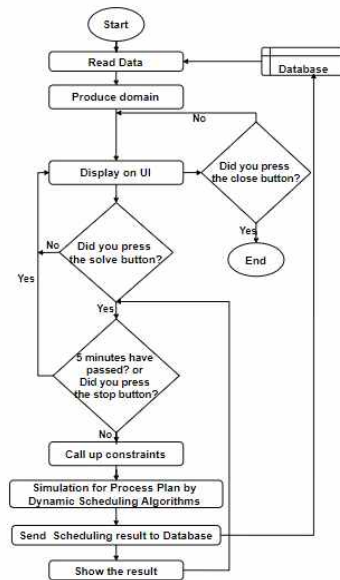 Start
Read Data
Database
Produce domain
No
Display on UI
Did you press
the close button?
Yes
End
No
Did you press
the solve button?
Yes
Yes
5 minutes have
passed? or
Did you press
the stop button?
No
Call up constraints
Simulation for Process Plan by
Dynamic Scheduling Algorithms
Send Scheduling result to Database
Show the result